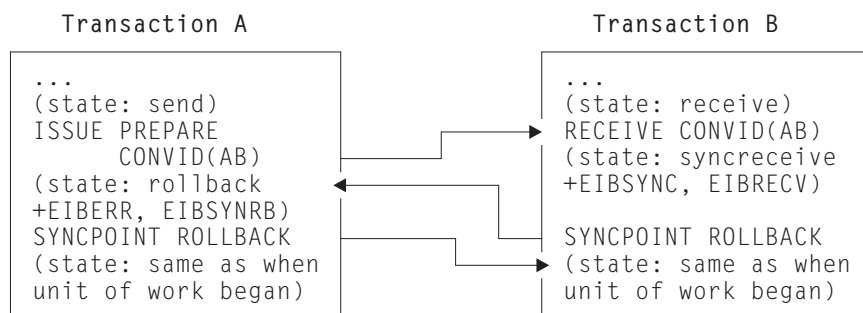 Transaction A
...
(state: send)
ISSUE PREPARE
CONVID(AB)
(state: rollback
+EIBERR, EIBSYNRB)
SYNCPOINT ROLLBACK
(state: same as when
unit of work began)
Transaction B
...
(state: receive)
RECEIVE CONVID(AB)
(state: syncreceive
+EIBSYNC, EIBRECV)
SYNCPOINT ROLLBACK
(state: same as when
unit of work began)